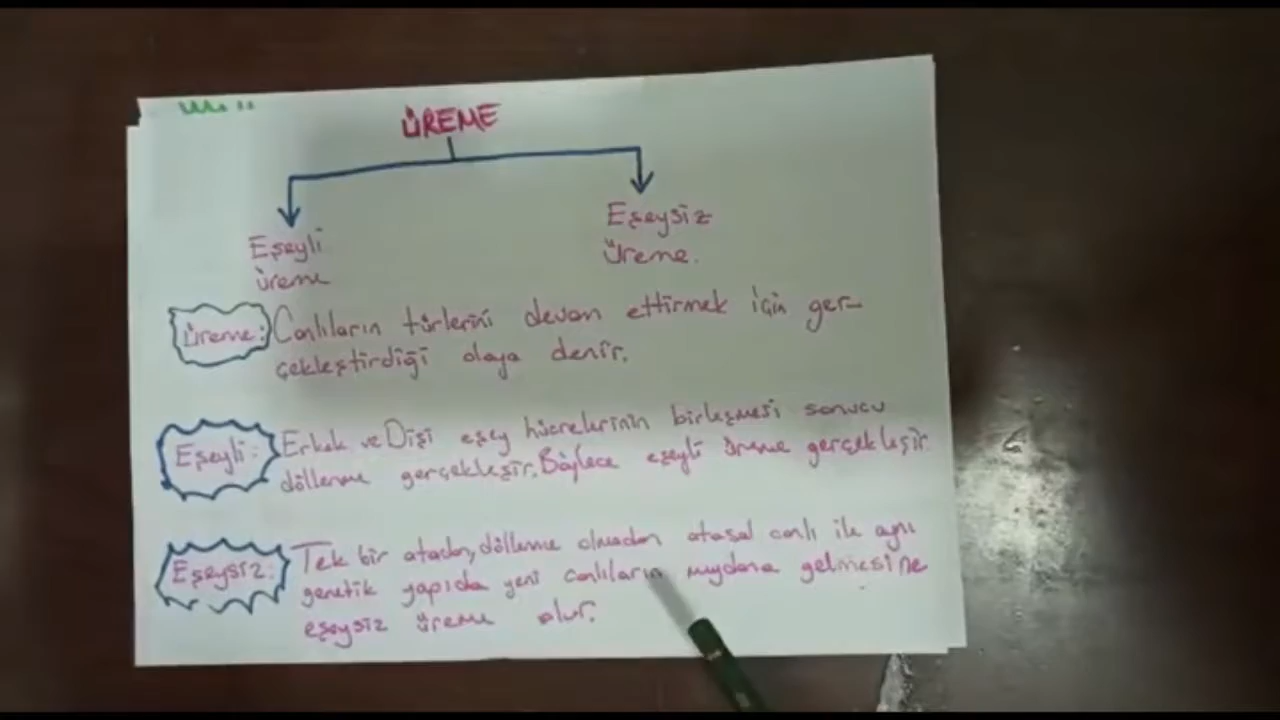 ÜREME
Eşeyli
üreme
Eşeysiz
Üreme.
Üreme: Canlıların türlerini devam ettirmek için ger-
çekleştirdiği olaya denir.
Eşeyli: Erkek ve Dişi eşey hücrelerinin birleşmesi sonucu
döllenme gerçekleşir. Böylece eşeyli üreme gerçekleşir.
Eşeysiz: Tek bir atadan, döllenme olmadan atasal canlı ile aynı
genetik yapıda yeni canlıların meydana gelmesine
eşeysiz üreme olur.